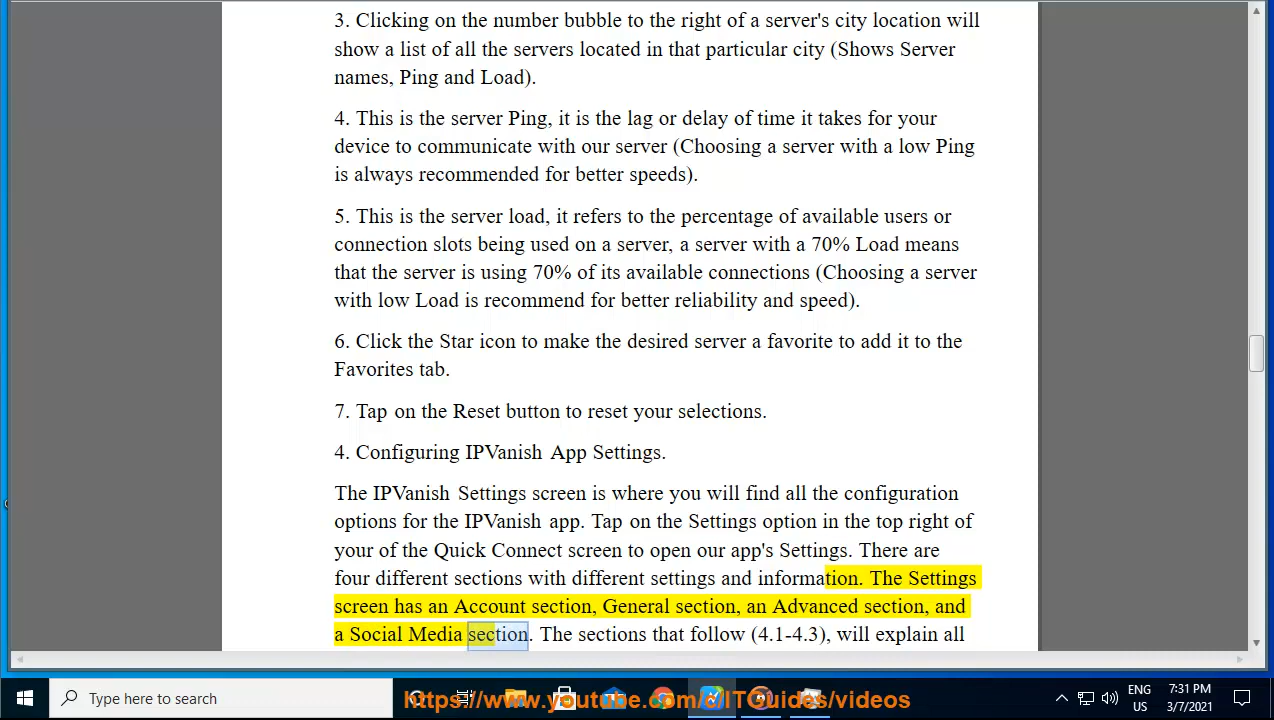 3. Clicking on the number bubble to the right of a server's city location will
show a list of all the servers located in that particular city (Shows Server
names, Ping and Load).
4. This is the server Ping, it is the lag or delay of time it takes for your
device to communicate with our server (Choosing a server with a low Ping
is always recommended for better speeds).
5. This is the server load, it refers to the percentage of available users or
connection slots being used on a server, a server with a 70% Load means
that the server is using 70% of its available connections (Choosing a server
with low Load is recommend for better reliability and speed).
6. Click the Star icon to make the desired server a favorite to add it to the
Favorites tab.
7. Tap on the Reset button to reset your selections.
4. Configuring IPVanish App Settings.
The IPVanish Settings screen is where you will find all the configuration
options for the IPVanish app. Tap on the Settings option in the top right of
your of the Quick Connect screen to open our app's Settings. There are
four different sections with different settings and information. The Settings
screen has an Account section, General section, an Advanced section, and
a Social Media section. The sections that follow (4.1-4.3), will explain all
Type here to search
ENG
US
7:31 PM
3/7/2021